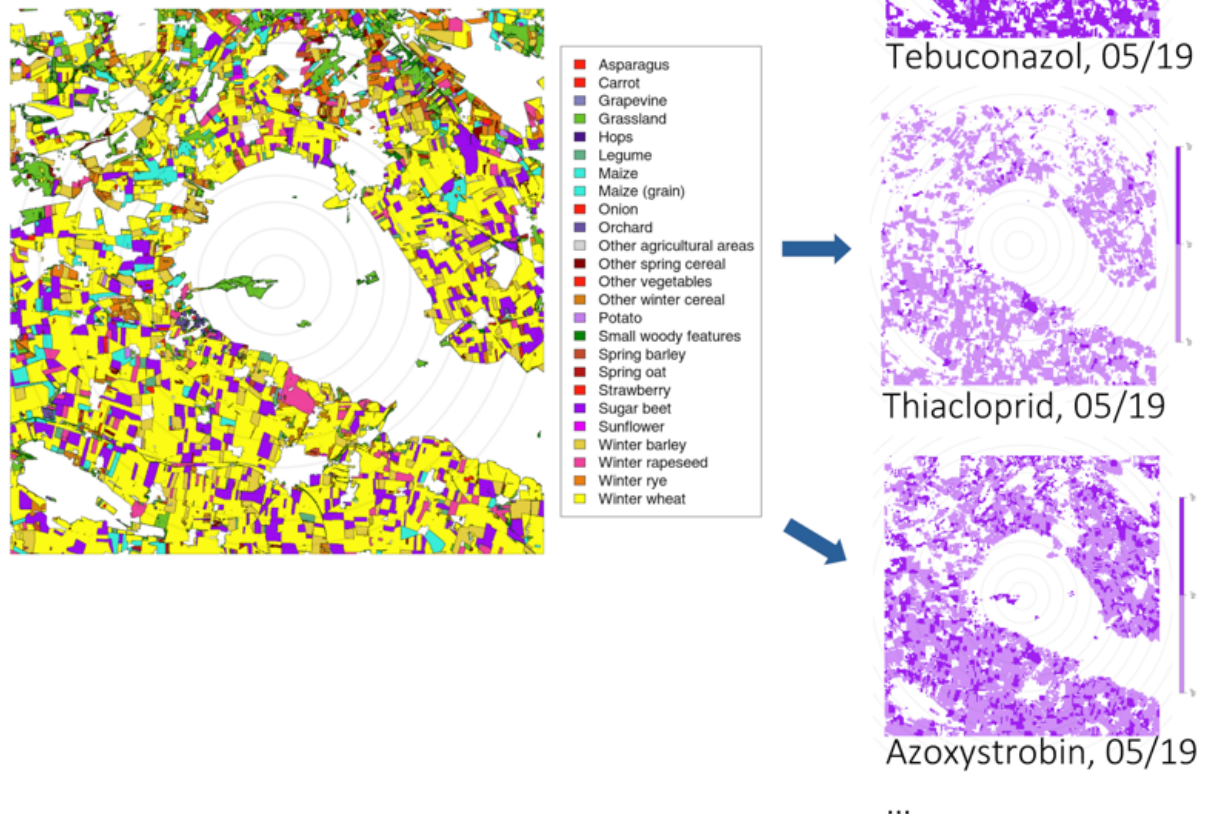 Asparagus
Carrot
Grapevine
Grassland
Hops
Legume
Maize
Maize (grain)
Onion
Orchard
Other agricultural areas
Other spring cereal
Other vegetables
Other winter cereal
Potato
Small woody features
Spring barley
Spring oat
Strawberry
Sugar beet
Sunflower
Winter barley
Winter rapeseed
Winter rye
Winter wheat
Tebuconazol, 05/19
Thiacloprid, 05/19
Azoxystrobin, 05/19
...